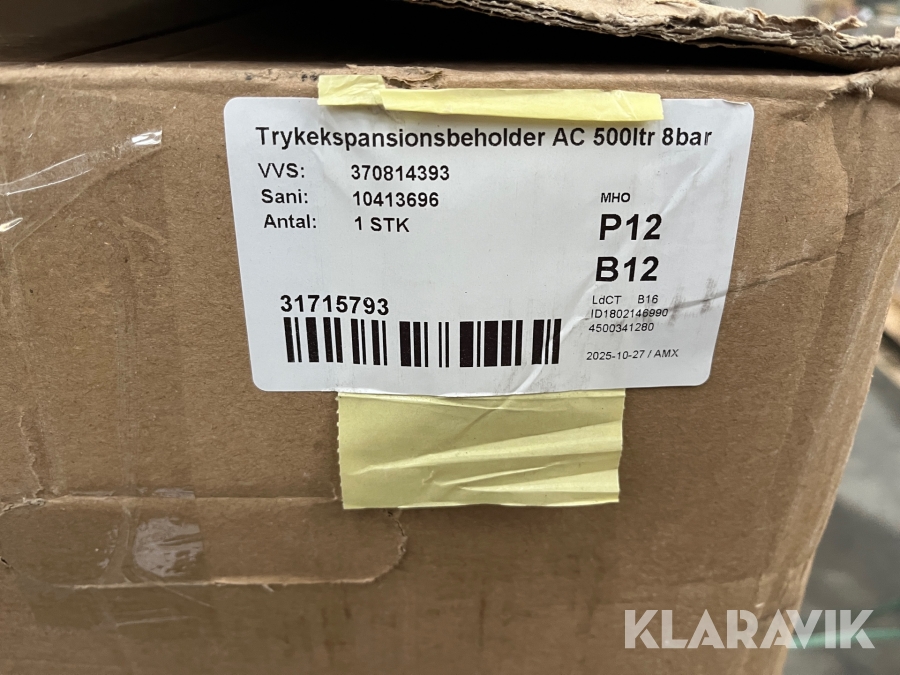 Trykekspansionsbeholder AC 500ltr 8bar
VVS: 370814393
Sani: 10413696
Antal: 1 STK
MHO
P12
B12
LdCT B16
ID1802146990
4500341280
2025-10-27 / AMX
31715793
KLARAVIK